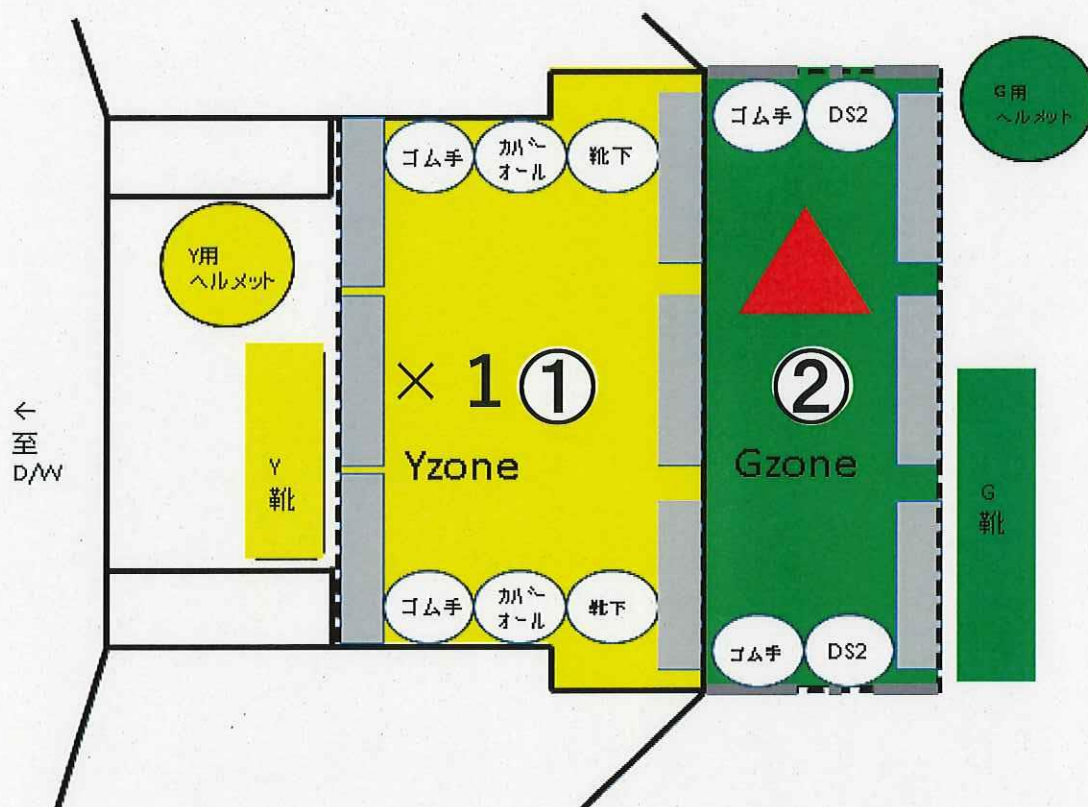 G用
ヘルメット
ゴム手
DS2
ゴム手
カバー
オール
靴下
Y用
ヘルメット
×1
①
②
←
至
D/W
Yzone
Gzone
Y
靴
G
靴
ゴム手
カバー
オール
靴下
ゴム手
DS2